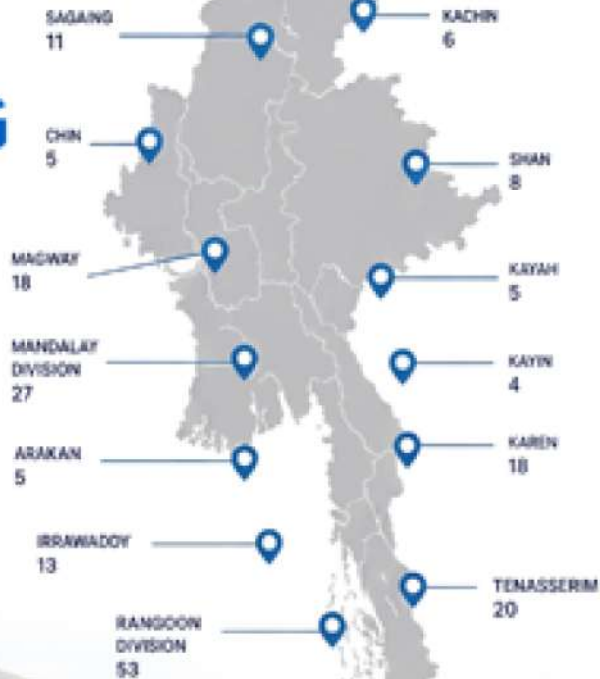 SAGAING
11
KACHIN
6
CHIN
5
SHAN
8
MAGWAY
18
KAYAH
5
MANDALAY
DIVISION
27
KAYIN
4
ARAKAN
5
KAREN
18
IRRAWADDY
13
TENASSERIM
20
RANGOON
DIVISION
53